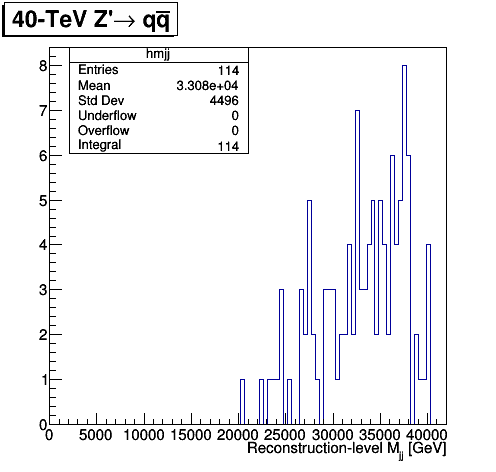 40-TeV Z'→ qq̅
hmjj
Entries 114
Mean 3.308e+04
Std Dev 4496
Underflow 0
Overflow 0
Integral 114
8
7
6
5
4
3
2
1
0
0 5000 10000 15000 20000 25000 30000 35000 40000
Reconstruction-level Mjj [GeV]